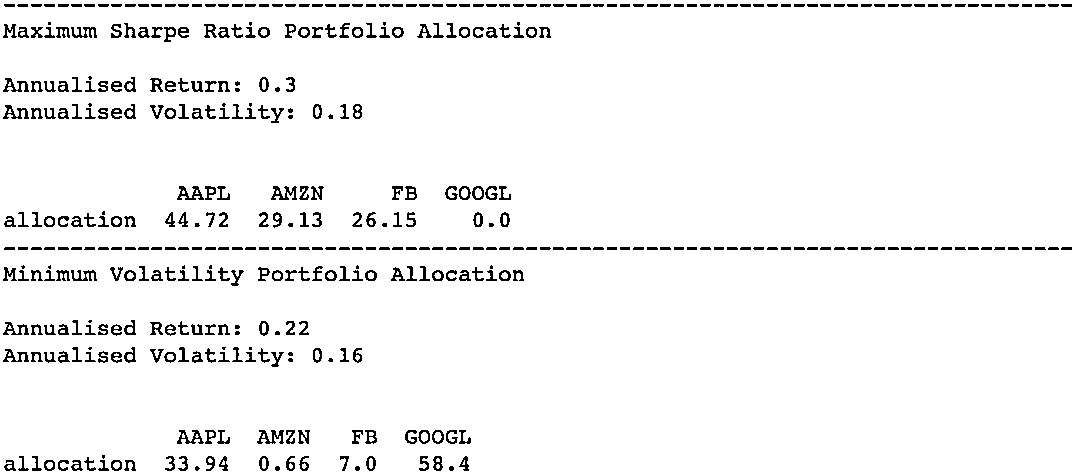 --------------------------------------------------------------------------------
Maximum Sharpe Ratio Portfolio Allocation
Annualised Return: 0.3
Annualised Volatility: 0.18
AAPL AMZN FB GOOGL
allocation 44.72 29.13 26.15 0.0
--------------------------------------------------------------------------------
Minimum Volatility Portfolio Allocation
Annualised Return: 0.22
Annualised Volatility: 0.16
AAPL AMZN FB GOOGL
allocation 33.94 0.66 7.0 58.4